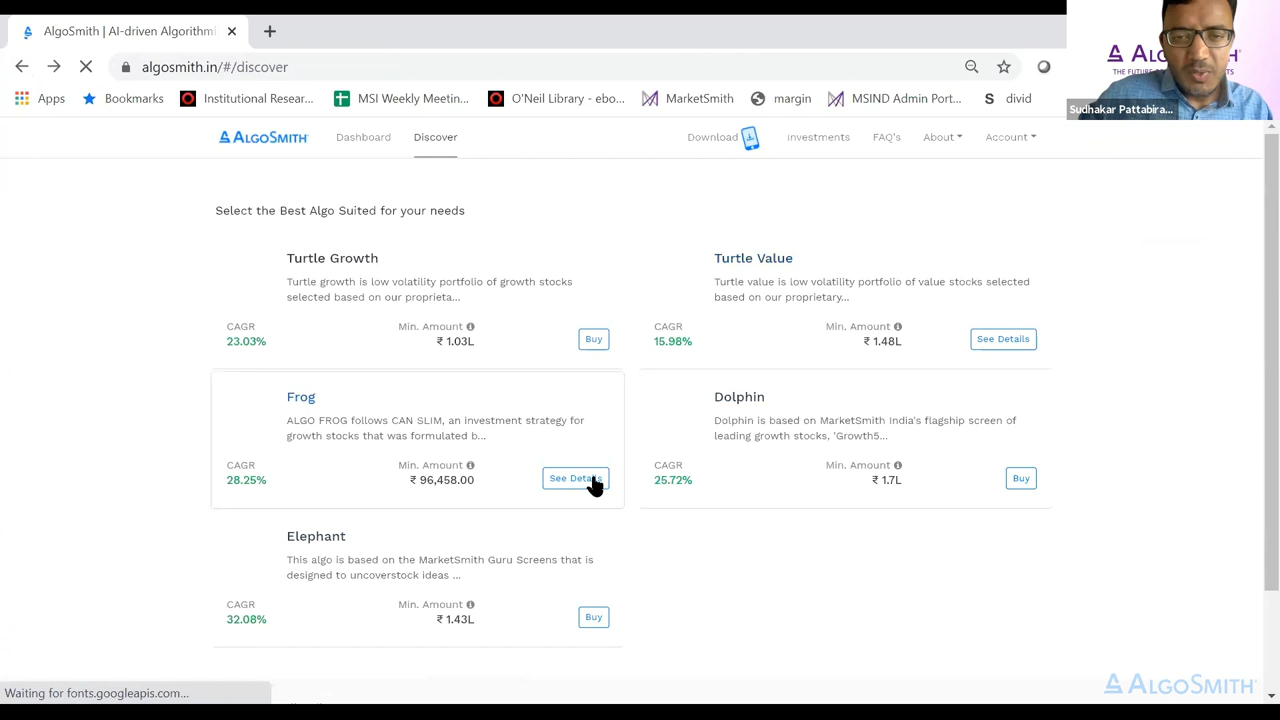 AlgoSmith | AI-driven Algorithmi
algosmith.in/#/discover
Apps
Bookmarks
Institutional Resear...
MSI Weekly Meetin...
O'Neil Library - ebo...
MarketSmith
margin
MSIND Admin Port...
divid
ALGOSM
THE FUTURE
Sudhakar Pattabira...
ALGOSMITH
Dashboard
Discover
Download
Investments
FAQ's
About
Account
Select the Best Algo Suited for your needs
Turtle Growth
Turtle growth is low volatility portfolio of growth stocks
selected based on our proprieta...
CAGR
23.03%
Min. Amount
₹ 1.03L
Buy
Turtle Value
Turtle value is low volatility portfolio of value stocks
selected based on our proprietary...
CAGR
15.98%
Min. Amount
₹ 1.48L
See Details
Frog
ALGO FROG follows CAN SLIM, an investment strategy for
growth stocks that was formulated b...
CAGR
28.25%
Min. Amount
₹ 96,458.00
See Details
Dolphin
Dolphin is based on MarketSmith India's flagship screen of
leading growth stocks, 'Growth5...
CAGR
25.72%
Min. Amount
₹ 1.7L
Buy
Elephant
This algo is based on the MarketSmith Guru Screens that is
designed to uncoverstock ideas ...
CAGR
32.08%
Min. Amount
₹ 1.43L
Buy
Waiting for fonts.googleapis.com...
ALGOSMITH